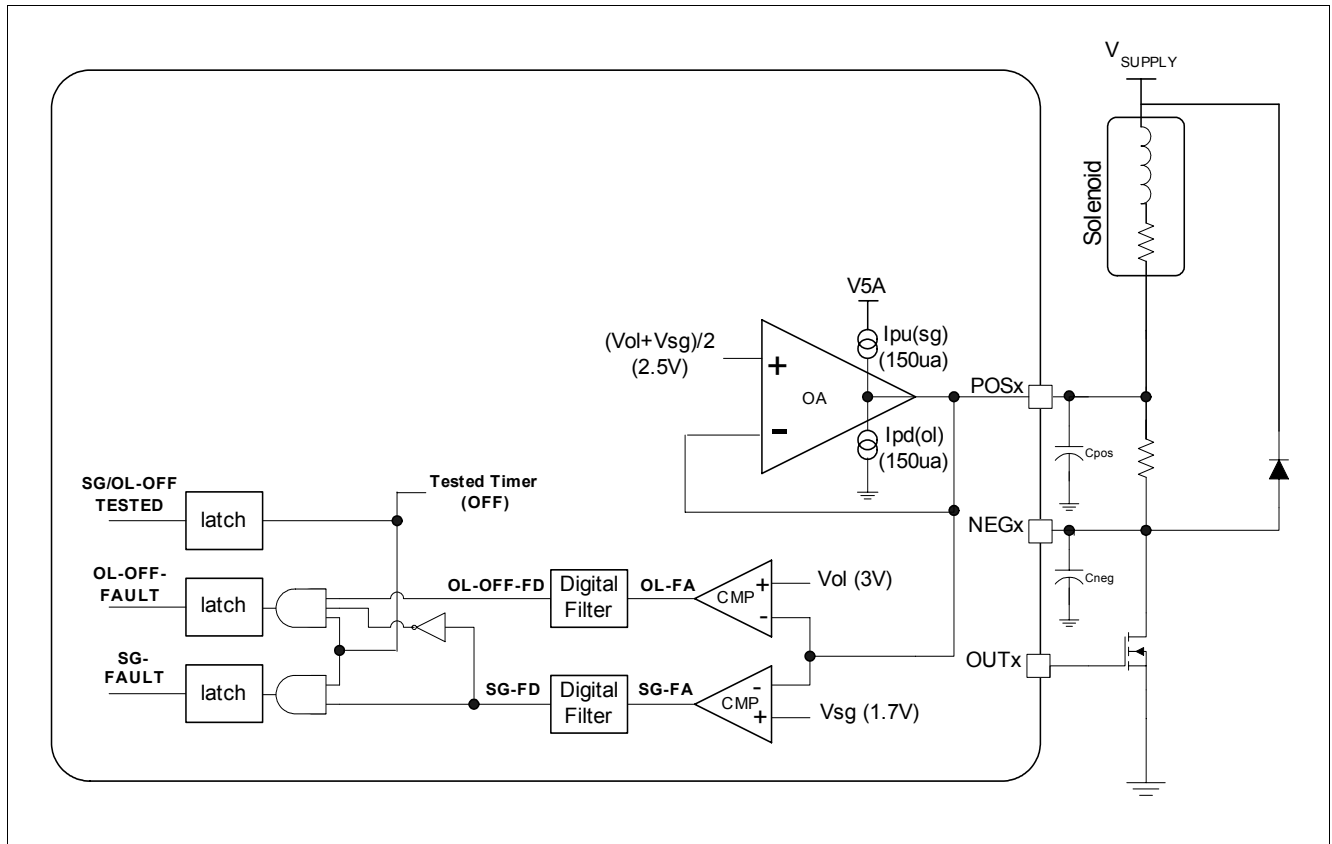 V
SUPPLY
Solenoid
V5A
(Vol+Vsg)/2
(2.5V)
+
-
OA
Ipu(sg)
(150ua)
Ipd(ol)
(150ua)
POSx
Cpos
SG/OL-OFF
TESTED
latch
Tested Timer
(OFF)
NEGx
Cneg
OL-OFF-
FAULT
latch
OL-OFF-FD
Digital
Filter
OL-FA
CMP
+
-
Vol (3V)
OUTx
SG-
FAULT
latch
SG-FD
Digital
Filter
SG-FA
CMP
-
+
Vsg (1.7V)